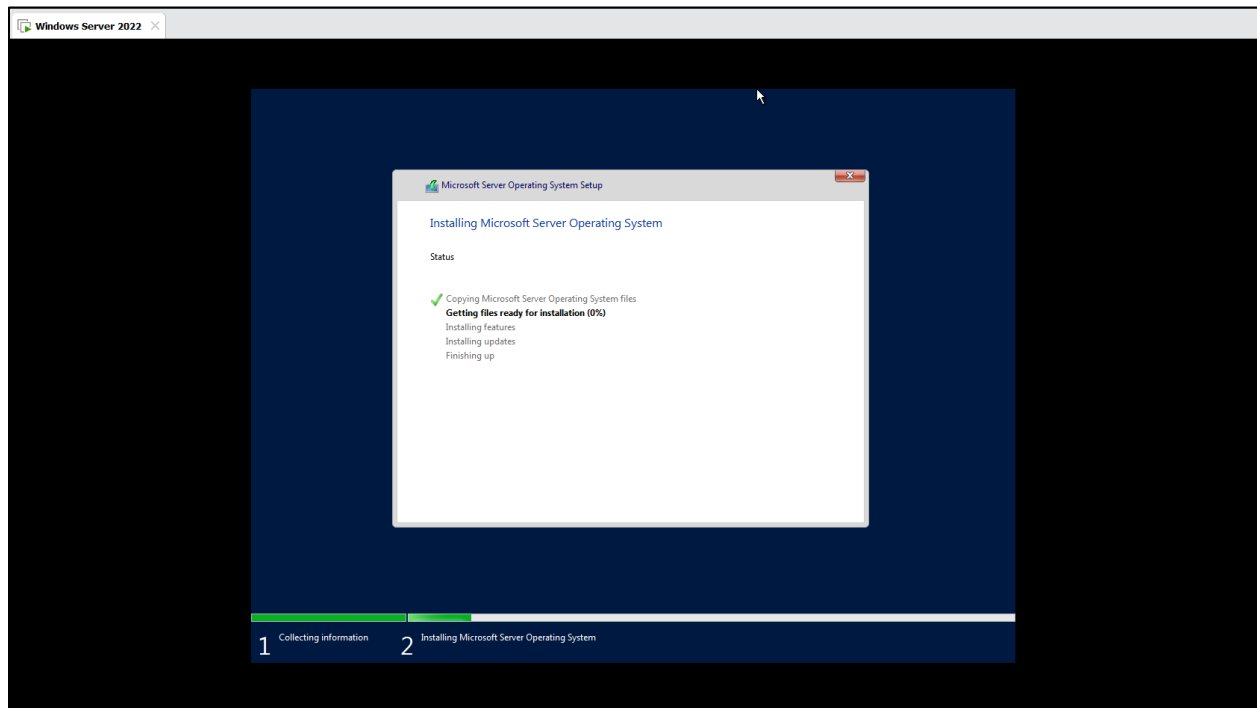 Windows Server 2022
Microsoft Server Operating System Setup
Installing Microsoft Server Operating System
Status
Copying Microsoft Server Operating System files
Getting files ready for installation (0%)
Installing features
Installing updates
Finishing up
1 Collecting information 2 Installing Microsoft Server Operating System